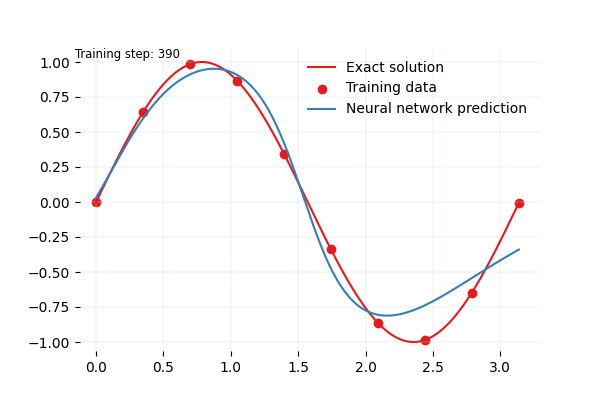 Training step: 390
Exact solution
Training data
Neural network prediction
1.00
0.75
0.50
0.25
0.00
−0.25
−0.50
−0.75
−1.00
0.0 0.5 1.0 1.5 2.0 2.5 3.0